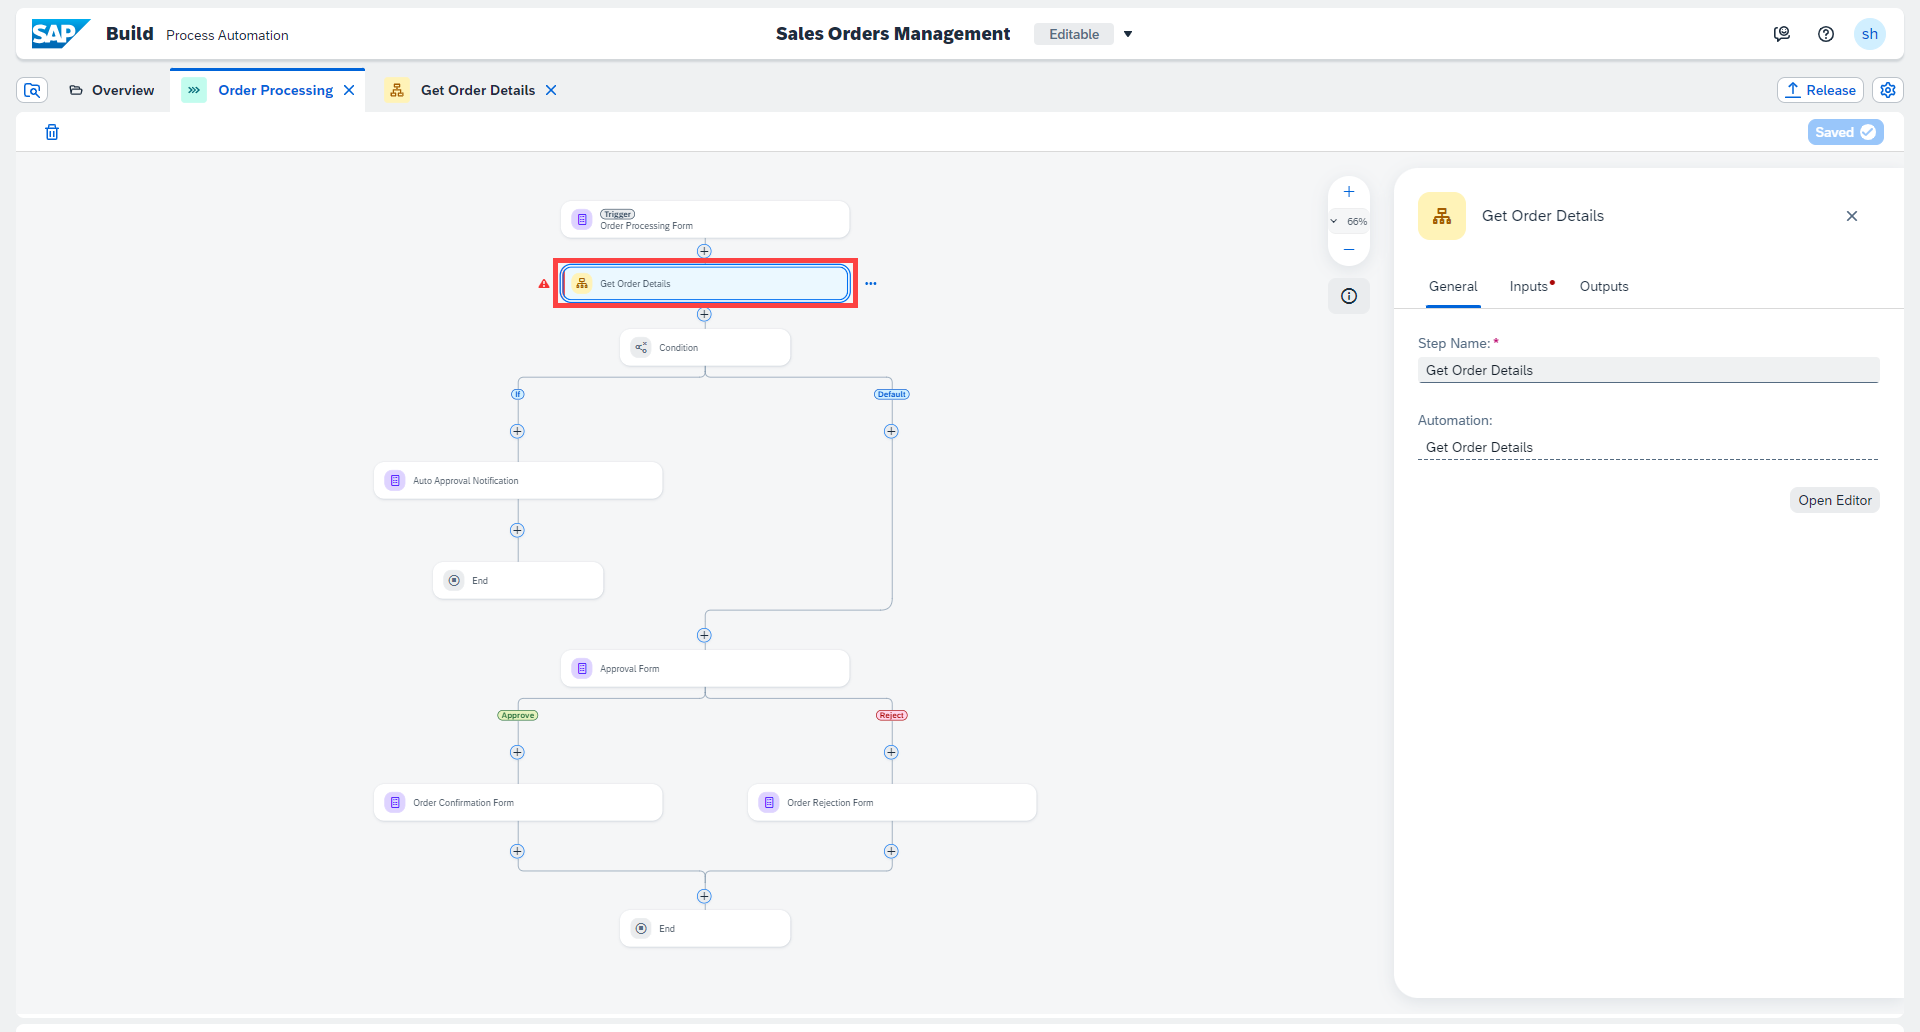 SAP Build Process Automation
Sales Orders Management Editable
sh
Overview Order Processing Get Order Details
Release
Saved
Trigger
Order Processing Form
Get Order Details
Condition
If
Default
Auto Approval Notification
End
Approval Form
Approve
Reject
Order Confirmation Form
Order Rejection Form
End
66%
Get Order Details
General Inputs Outputs
Step Name: *
Get Order Details
Automation:
Get Order Details
Open Editor